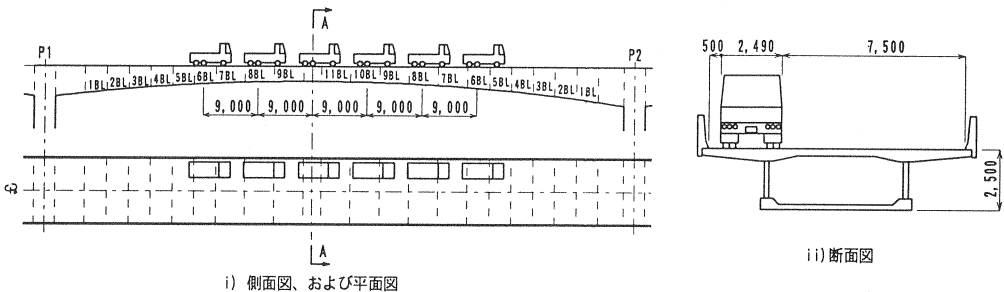 A
P1
P2
1BL 2BL 3BL 4BL 5BL 6BL 7BL 8BL 9BL 11BL 10BL 9BL 8BL 7BL 6BL 5BL 4BL 3BL 2BL 1BL
9,000 9,000 9,000 9,000 9,000
A
i) 側面図、および平面図
500 2,490 7,500
2,500
ii)断面図